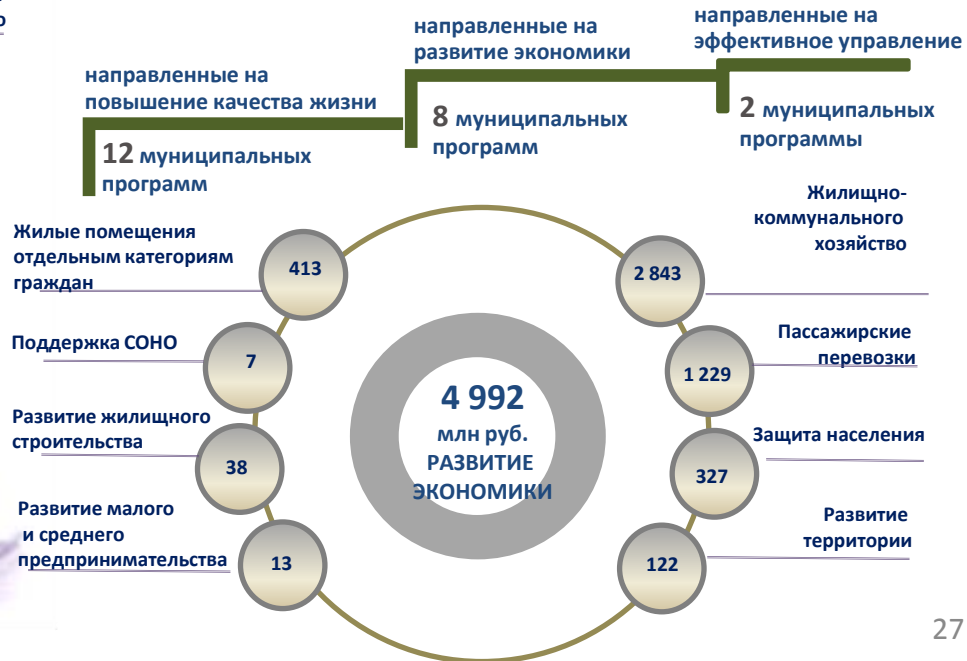 направленные на
повышение качества жизни
12 муниципальных
программ
направленные на
развитие экономики
8 муниципальных
программ
направленные на
эффективное управление
2 муниципальных
программы
Жилые помещения
отдельным категориям
граждан
413
Поддержка СОНО
7
Развитие жилищного
строительства
38
Развитие малого
и среднего
предпринимательства
13
4 992
млн руб.
РАЗВИТИЕ
ЭКОНОМИКИ
Жилищно-
коммунального
хозяйство
2 843
Пассажирские
перевозки
1 229
Защита населения
327
Развитие
территории
122
27